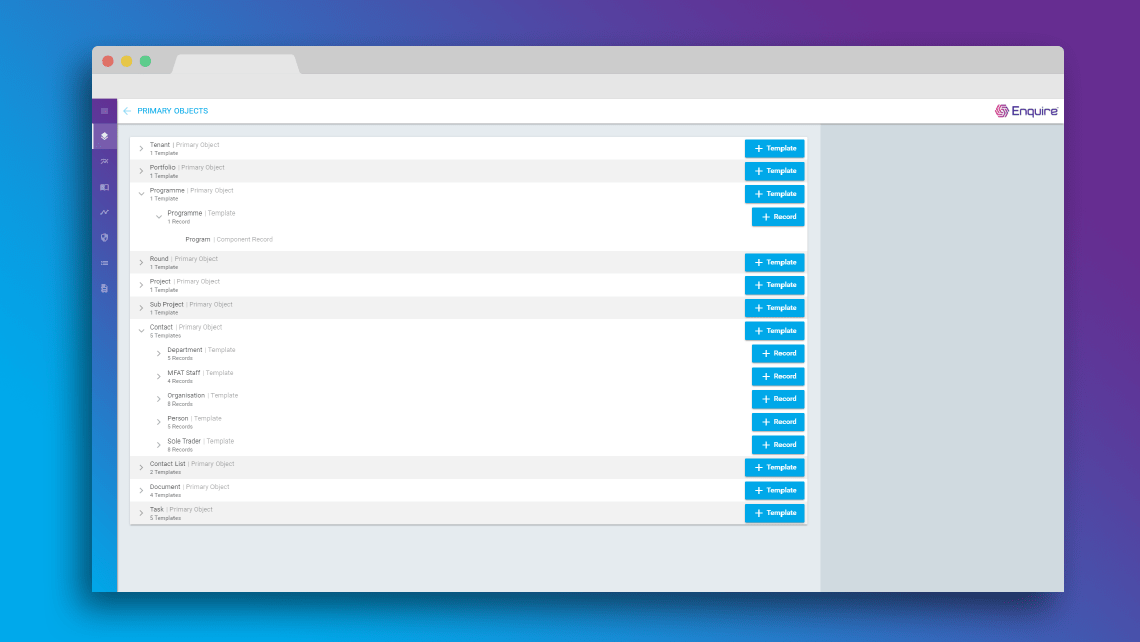 PRIMARY OBJECTS
Enquire
Tenant | Primary Object
1 Template
+ Template
Portfolio | Primary Object
1 Template
+ Template
Programme | Primary Object
1 Template
+ Template
Programme | Template
1 Record
+ Record
Program | Component Record
Round | Primary Object
1 Template
+ Template
Project | Primary Object
1 Template
+ Template
Sub Project | Primary Object
1 Template
+ Template
Contact | Primary Object
5 Templates
+ Template
Department | Template
5 Records
+ Record
MFAT Staff | Template
4 Records
+ Record
Organisation | Template
8 Records
+ Record
Person | Template
5 Records
+ Record
Sole Trader | Template
8 Records
+ Record
Contact List | Primary Object
2 Templates
+ Template
Document | Primary Object
4 Templates
+ Template
Task | Primary Object
5 Templates
+ Template